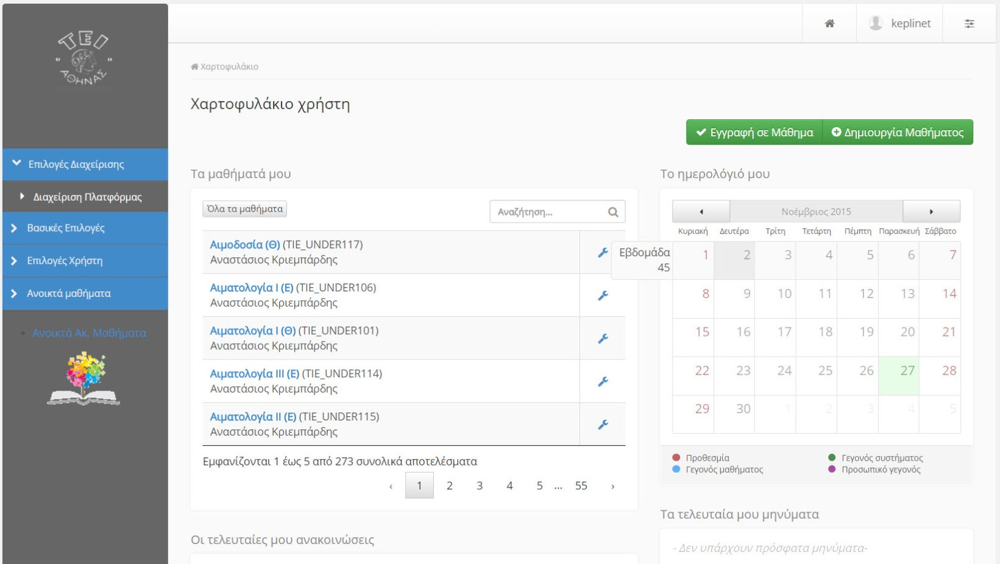 ΤΕΙ
ΑΘΗΝΑΣ
keplinet
Χαρτοφυλάκιο
Χαρτοφυλάκιο χρήστη
Εγγραφή σε Μάθημα
Δημιουργία Μαθήματος
Επιλογές Διαχείρισης
Διαχείριση Πλατφόρμας
Βασικές Επιλογές
Επιλογές Χρήστη
Ανοικτά μαθήματα
Ανοικτά Ακ. Μαθήματα
Τα μαθήματά μου
Όλα τα μαθήματα
Αναζήτηση...
Αιμοδοσία (Θ) (TIE_UNDER117)
Αναστάσιος Κριεμπάρδης
Αιματολογία Ι (Ε) (TIE_UNDER106)
Αναστάσιος Κριεμπάρδης
Αιματολογία Ι (Θ) (TIE_UNDER101)
Αναστάσιος Κριεμπάρδης
Αιματολογία ΙΙΙ (Ε) (TIE_UNDER114)
Αναστάσιος Κριεμπάρδης
Αιματολογία ΙΙ (Ε) (TIE_UNDER115)
Αναστάσιος Κριεμπάρδης
Εμφανίζονται 1 έως 5 από 273 συνολικά αποτελέσματα
‹ 1 2 3 4 5 ... 55 ›
Οι τελευταίες μου ανακοινώσεις
Το ημερολόγιό μου
Νοέμβριος 2015
Κυριακή Δευτέρα Τρίτη Τετάρτη Πέμπτη Παρασκευή Σάββατο
Εβδομάδα
45
1 2 3 4 5 6 7
8 9 10 11 12 13 14
15 16 17 18 19 20 21
22 23 24 25 26 27 28
29 30 1 2 3 4 5
Προθεσμία
Γεγονός συστήματος
Γεγονός μαθήματος
Προσωπικό γεγονός
Τα τελευταία μου μηνύματα
- Δεν υπάρχουν πρόσφατα μηνύματα-